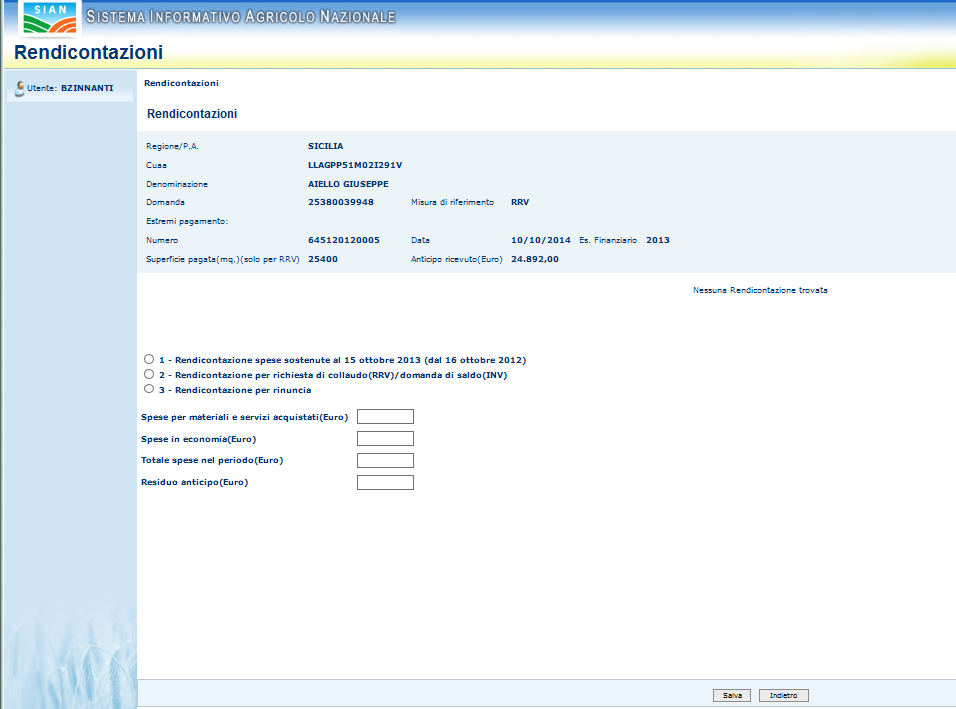 SIAN SISTEMA INFORMATIVO AGRICOLO NAZIONALE
Rendicontazioni
Utente: BZINNANTI
Rendicontazioni
Rendicontazioni
Regione/P.A. SICILIA
Cuaa LLAGPP51M02I291V
Denominazione AIELLO GIUSEPPE
Domanda 25380039948 Misura di riferimento RRV
Estremi pagamento:
Numero 645120120005 Data 10/10/2014 Es. Finanziario 2013
Superficie pagata(mq.)(solo per RRV) 25400 Anticipo ricevuto(Euro) 24.892,00
Nessuna Rendicontazione trovata
1 - Rendicontazione spese sostenute al 15 ottobre 2013 (dal 16 ottobre 2012)
2 - Rendicontazione per richiesta di collaudo(RRV)/domanda di saldo(INV)
3 - Rendicontazione per rinuncia
Spese per materiali e servizi acquistati(Euro)
Spese in economia(Euro)
Totale spese nel periodo(Euro)
Residuo anticipo(Euro)
Salva Indietro